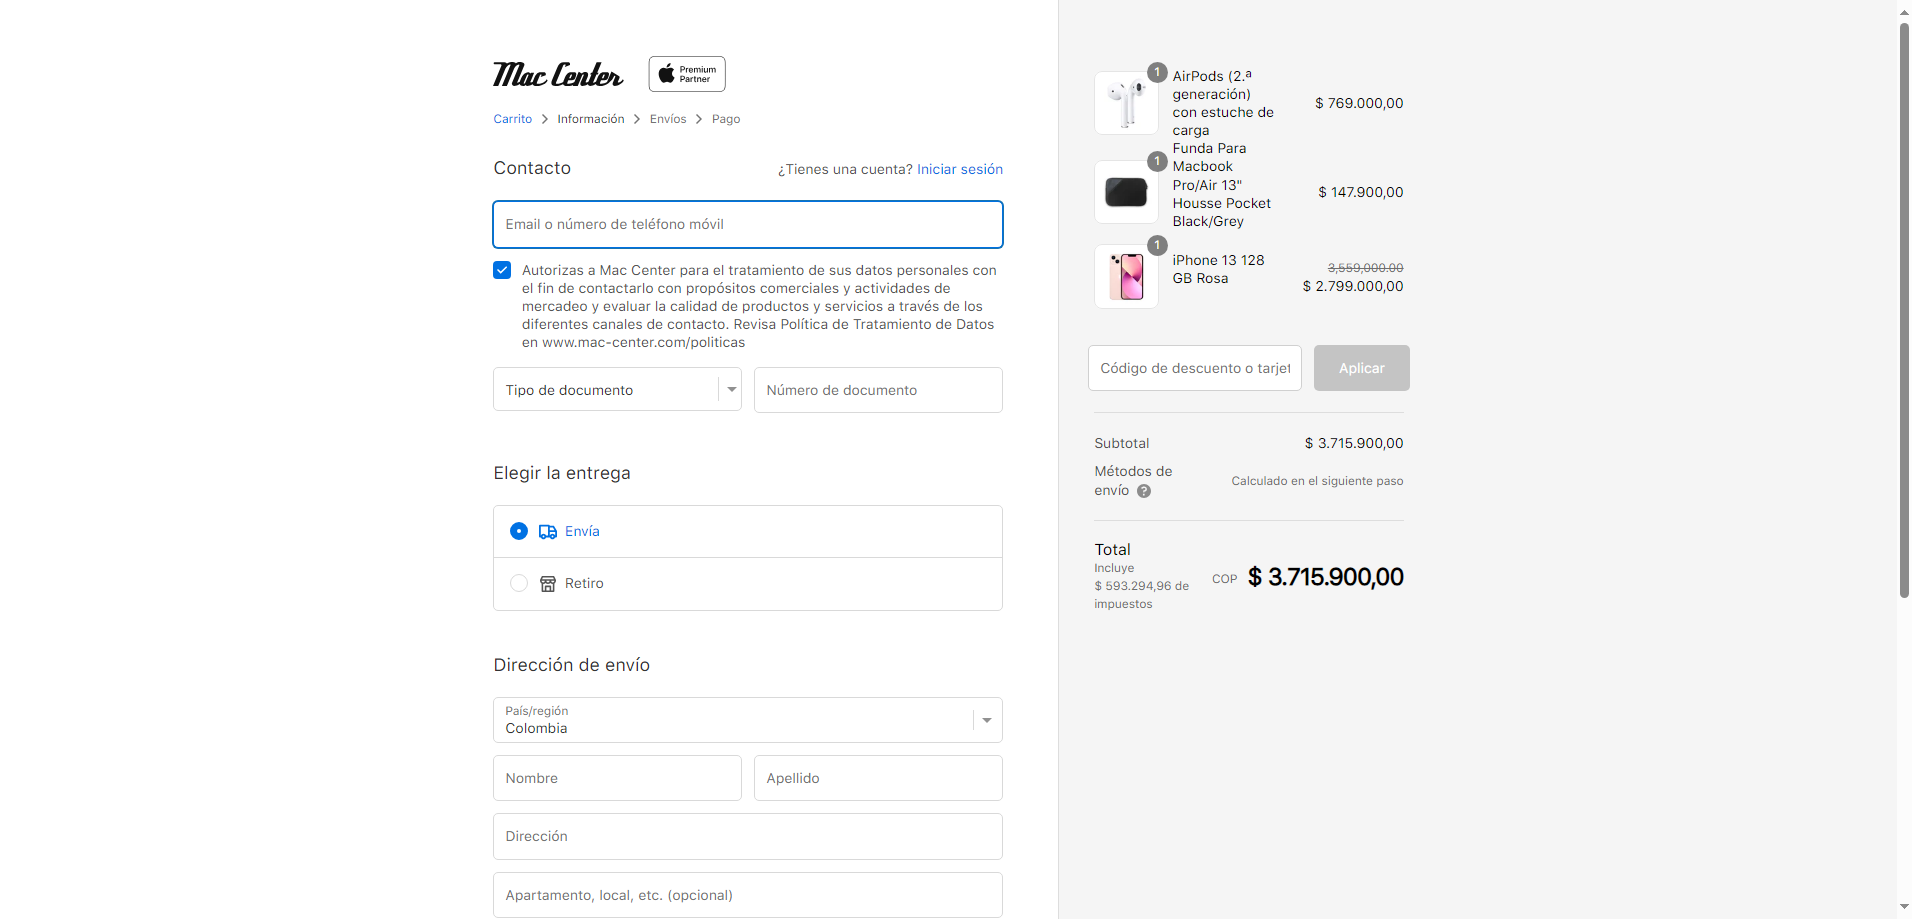 Mac Center
Premium
Partner
Carrito > Información > Envíos > Pago
Contacto
¿Tienes una cuenta? Iniciar sesión
Email o número de teléfono móvil
Autorizas a Mac Center para el tratamiento de sus datos personales con
el fin de contactarlo con propósitos comerciales y actividades de
mercadeo y evaluar la calidad de productos y servicios a través de los
diferentes canales de contacto. Revisa Política de Tratamiento de Datos
en www.mac-center.com/politicas
Tipo de documento
Número de documento
Elegir la entrega
Envía
Retiro
Dirección de envío
País/región
Colombia
Nombre
Apellido
Dirección
Apartamento, local, etc. (opcional)
1
AirPods (2.ª
generación)
con estuche de
carga
$ 769.000,00
1
Funda Para
Macbook
Pro/Air 13"
Housse Pocket
Black/Grey
$ 147.900,00
1
iPhone 13 128
GB Rosa
3,559,000.00
$ 2.799.000,00
Código de descuento o tarjet
Aplicar
Subtotal
$ 3.715.900,00
Métodos de
envío ?
Calculado en el siguiente paso
Total
Incluye
$ 593.294,96 de
impuestos
COP $ 3.715.900,00